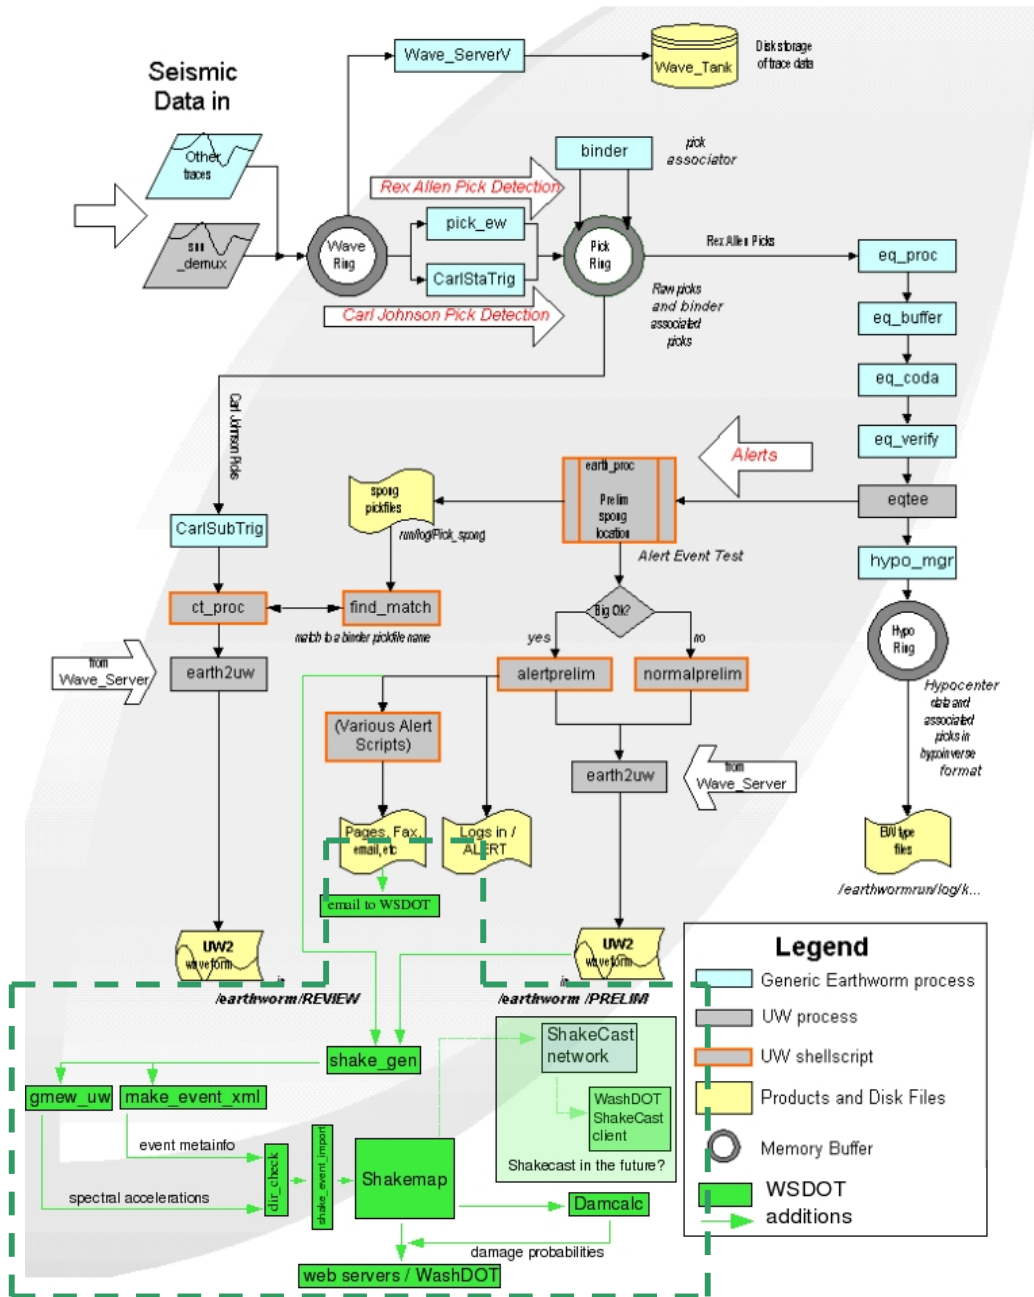 Wave_ServerV
Wave_Tank
Disk storage
of trace data
Seismic
Data in
Other
traces
_demux
binder
pick
associator
Rex Allen Pick Detection
pick_ew
Wave
Ring
Pick
Ring
CarlStaTrig
Carl Johnson Pick Detection
Rex Allen Picks
Raw picks
and binder
associated
picks
eq_proc
eq_buffer
eq_coda
eq_verify
eqtee
hypo_mgr
Carl Johnson Picks
Alerts
earth_proc
Prelim
spong
location
spong
pickfiles
run/log/Pick_spong
Alert Event Test
CarlSubTrig
ct_proc
find_match
match to a binder pickfile name
Big Ok?
yes
no
Hypo
Ring
from
Wave_Server
earth2uw
alertprelim
normalprelim
Hypocenter
data and
associated
picks in
hypoinverse
format
(Various Alert
Scripts)
earth2uw
from
Wave_Server
Pages, Fax,
email,etc
Logs in /
ALERT
EW type
files
/earthwormrun/log/k...
email to WSDOT
UW2
waveform
in
/earthworm/REVIEW
UW2
waveform
in
/earthworm /PRELIM
Legend
Generic Earthworm process
UW process
UW shellscript
Products and Disk Files
Memory Buffer
WSDOT
additions
shake_gen
ShakeCast
network
gmew_uw
make_event_xml
WashDOT
ShakeCast
client
Shakecast in the future?
event metainfo
spectral accelerations
dir_check
shake_event_import
Shakemap
Damcalc
damage probabilities
web servers / WashDOT